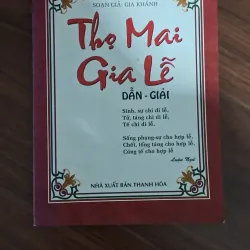 SOẠN GIẢ: GIA KHÁNH
Thọ Mai
Gia Lễ
DẪN - GIẢI
Sinh, sự chi dĩ lễ,
Tử, táng chi dĩ lễ,
Tế chi dĩ lễ.
Sống phụng-sự cho hợp lễ,
Chết, tống táng cho hợp lễ,
Cúng tế cho hợp lễ
Luận Ngữ
NHÀ XUẤT BẢN THANH HÓA